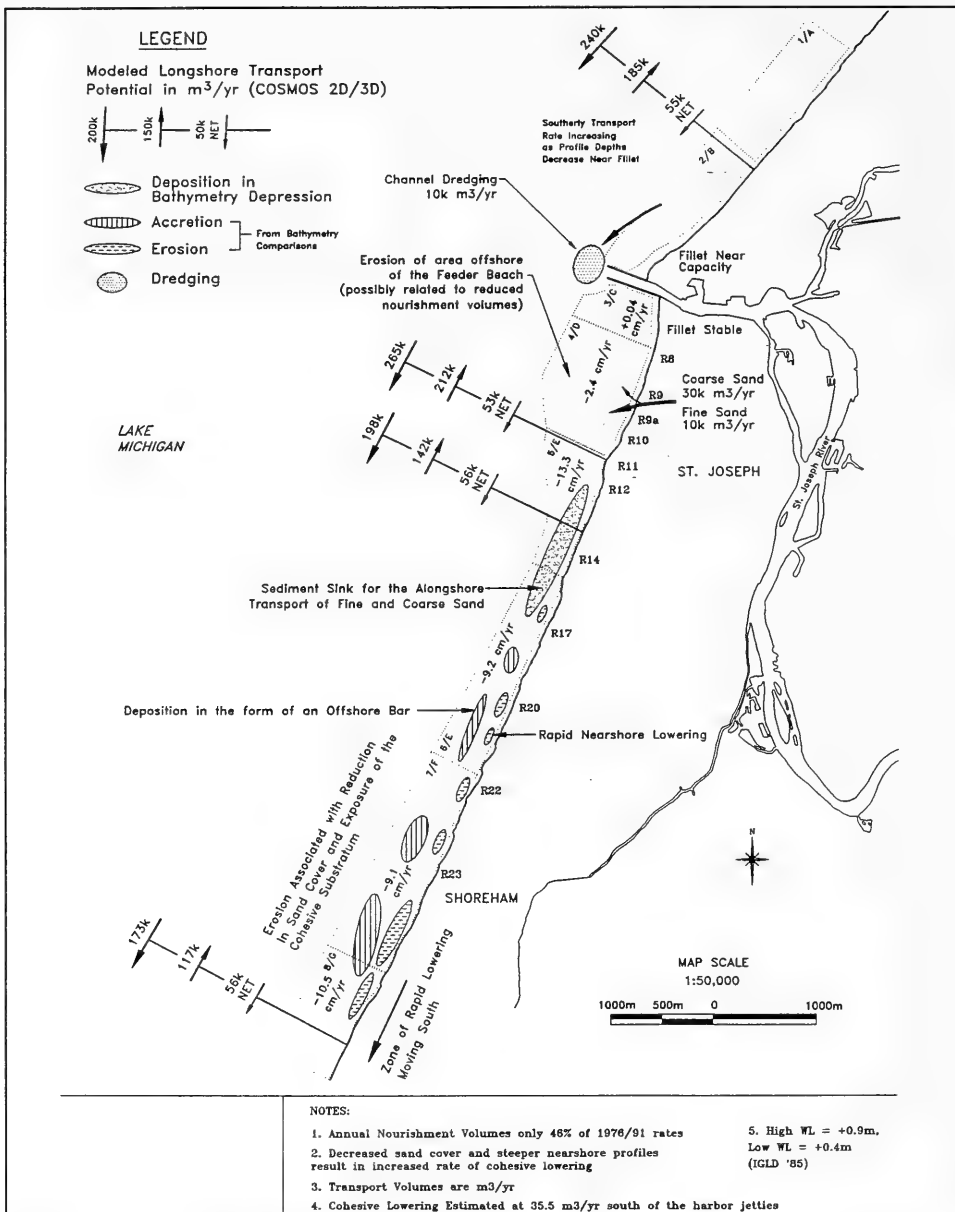 LEGEND
Modeled Longshore Transport
Potential in m³/yr (COSMOS 2D/3D)
200k
150k
50k
NET
Deposition in
Bathymetry Depression
Accretion
Erosion
From Bathymetry
Comparisons
Dredging
240k
185k
55k
NET
1/A
2/B
Southerly Transport
Rate Increasing
as Profile Depths
Decrease Near Fillet
Channel Dredging
10k m3/yr
Erosion of area offshore
of the Feeder Beach
(possibly related to reduced
nourishment volumes)
Fillet Near
Capacity
3/C
+0.04
cm/yr
4/D
Fillet Stable
-2.4 cm/yr
R8
R9
R9a
R10
R11
R12
Coarse Sand
30k m3/yr
Fine Sand
10k m3/yr
265k
212k
53k
NET
198k
142k
56k
NET
LAKE
MICHIGAN
-13.3
cm/yr
ST. JOSEPH
St. Joseph River
R14
Sediment Sink for the Alongshore
Transport of Fine and Coarse Sand
R17
-9.2 cm/yr
Deposition in the form of an Offshore Bar
R20
Rapid Nearshore Lowering
6/E
7/F
R22
Erosion Associated with Reduction
in Sand Cover and Exposure of the
Cohesive Substratum
-9.1
cm/yr
R23
SHOREHAM
N
173k
117k
56k
NET
8/G
-10.5
cm/yr
Zone of Rapid Lowering
Moving South
MAP SCALE
1:50,000
1000m 500m 0 1000m
NOTES:
1. Annual Nourishment Volumes only 46% of 1976/91 rates
2. Decreased sand cover and steeper nearshore profiles
result in increased rate of cohesive lowering
3. Transport Volumes are m3/yr
4. Cohesive Lowering Estimated at 35.5 m3/yr south of the harbor jetties
5. High WL = +0.9m,
Low WL = +0.4m
(IGLD '85)